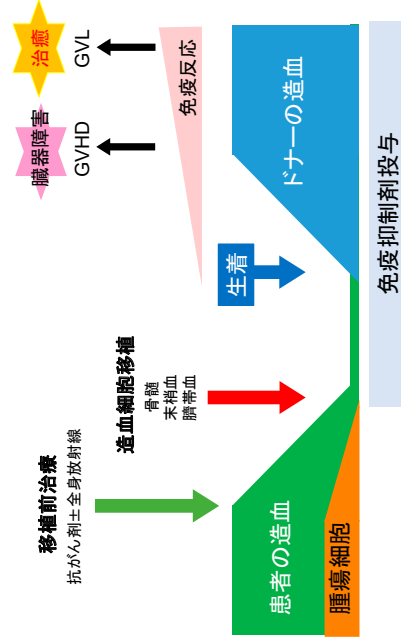 移植前治療
抗がん剤±全身放射線
造血細胞移植
骨髄
末梢血
臍帯血
生着
免疫反応
臓器障害
GVHD
治癒
GVL
患者の造血
腫瘍細胞
ドナーの造血
免疫抑制剤投与